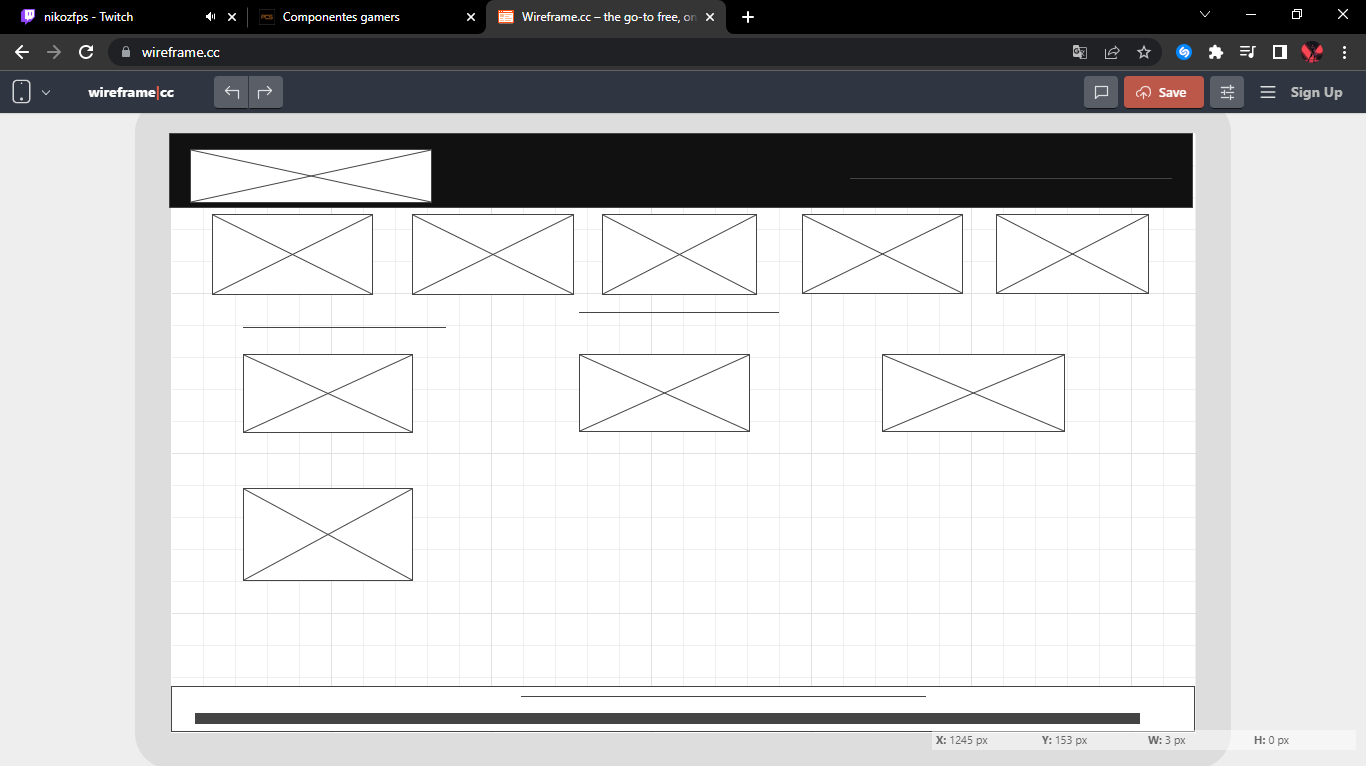 nikozfps - Twitch
PCS
Componentes gamers
Wireframe.cc – the go-to free, on
wireframe.cc
wireframe|cc
Save
Sign Up
X: 1245 px Y: 153 px W: 3 px H: 0 px